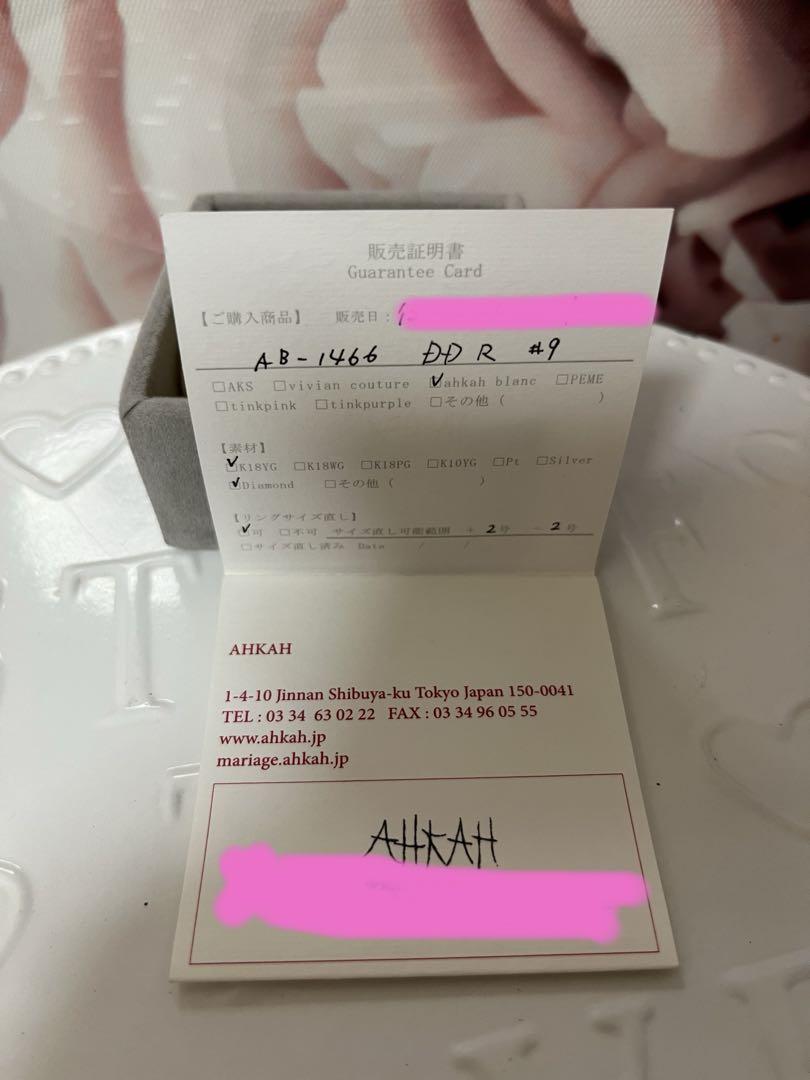 販売証明書
Guarantee Card
【ご購入商品】 販売日：
AB-1466 DD R #9
□AKS □vivian couture ☑ahkah blanc □PEME
□tinkpink □tinkpurple □その他（ ）
【素材】
☑K18YG □K18WG □K18PG □K10YG □Pt □Silver
☑Diamond □その他（ ）
【リングサイズ直し】
☑可 □不可 サイズ直し可能範囲 + 2号 - 2号
□サイズ直し済み Date / /
AHKAH
1-4-10 Jinnan Shibuya-ku Tokyo Japan 150-0041
TEL : 03 34 63 02 22 FAX : 03 34 96 05 55
www.ahkah.jp
mariage.ahkah.jp
AHKAH